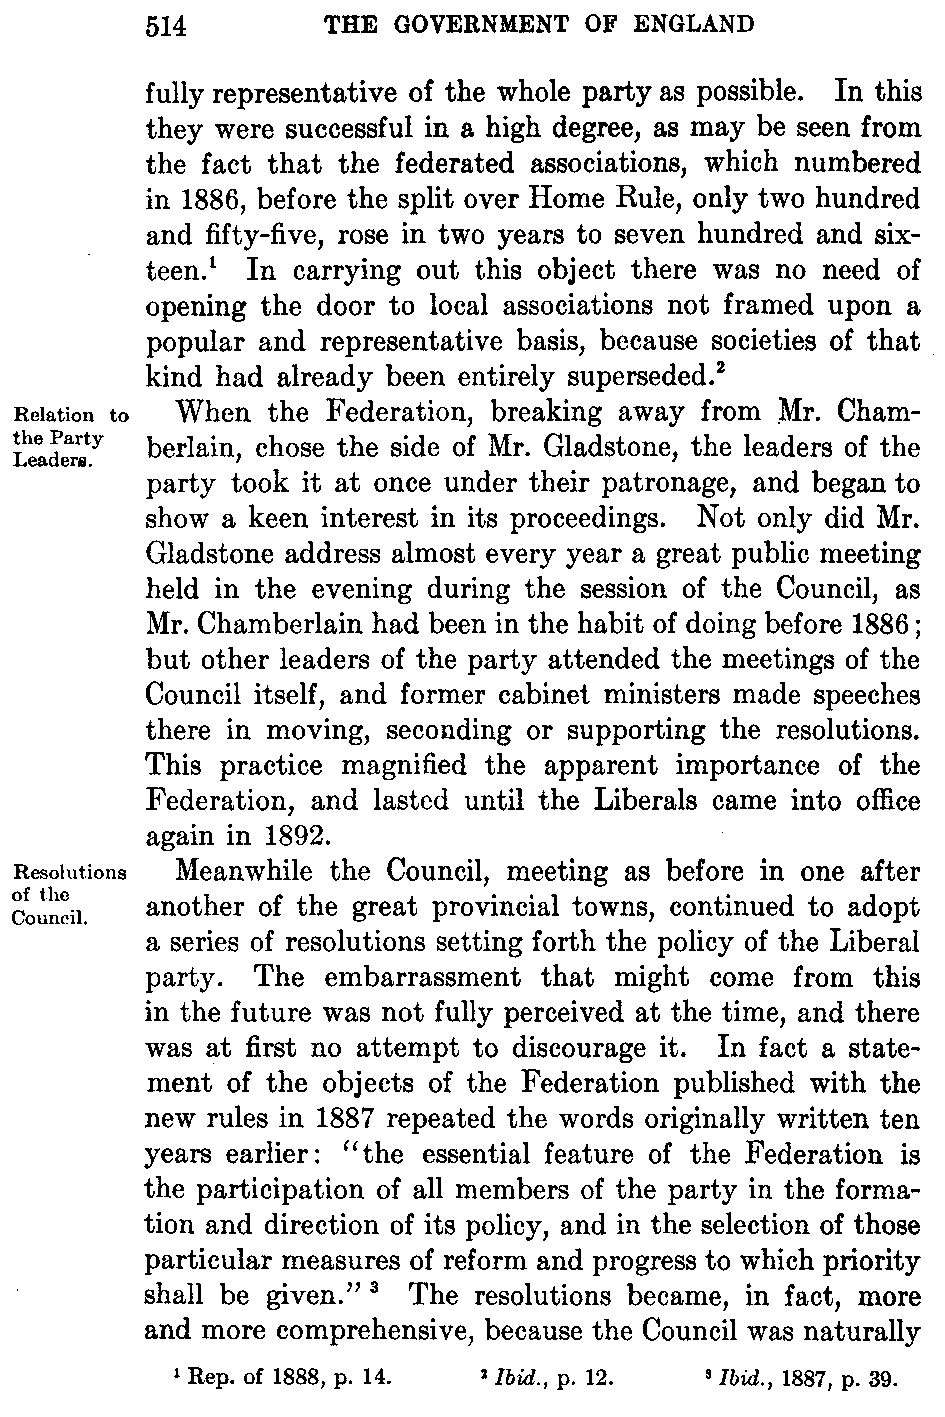 514 THE GOVERNMENT OF ENGLAND
fully representative of the whole party as possible. In this
they were successful in a high degree, as may be seen from
the fact that the federated associations, which numbered
in 1886, before the split over Home Rule, only two hundred
and fifty-five, rose in two years to seven hundred and six-
teen.¹ In carrying out this object there was no need of
opening the door to local associations not framed upon a
popular and representative basis, because societies of that
kind had already been entirely superseded.²
Relation to
the Party
Leaders.
When the Federation, breaking away from Mr. Cham-
berlain, chose the side of Mr. Gladstone, the leaders of the
party took it at once under their patronage, and began to
show a keen interest in its proceedings. Not only did Mr.
Gladstone address almost every year a great public meeting
held in the evening during the session of the Council, as
Mr. Chamberlain had been in the habit of doing before 1886;
but other leaders of the party attended the meetings of the
Council itself, and former cabinet ministers made speeches
there in moving, seconding or supporting the resolutions.
This practice magnified the apparent importance of the
Federation, and lasted until the Liberals came into office
again in 1892.
Resolutions
of the
Council.
Meanwhile the Council, meeting as before in one after
another of the great provincial towns, continued to adopt
a series of resolutions setting forth the policy of the Liberal
party. The embarrassment that might come from this
in the future was not fully perceived at the time, and there
was at first no attempt to discourage it. In fact a state-
ment of the objects of the Federation published with the
new rules in 1887 repeated the words originally written ten
years earlier: "the essential feature of the Federation is
the participation of all members of the party in the forma-
tion and direction of its policy, and in the selection of those
particular measures of reform and progress to which priority
shall be given." ³ The resolutions became, in fact, more
and more comprehensive, because the Council was naturally
¹ Rep. of 1888, p. 14. ² Ibid., p. 12. ³ Ibid., 1887, p. 39.